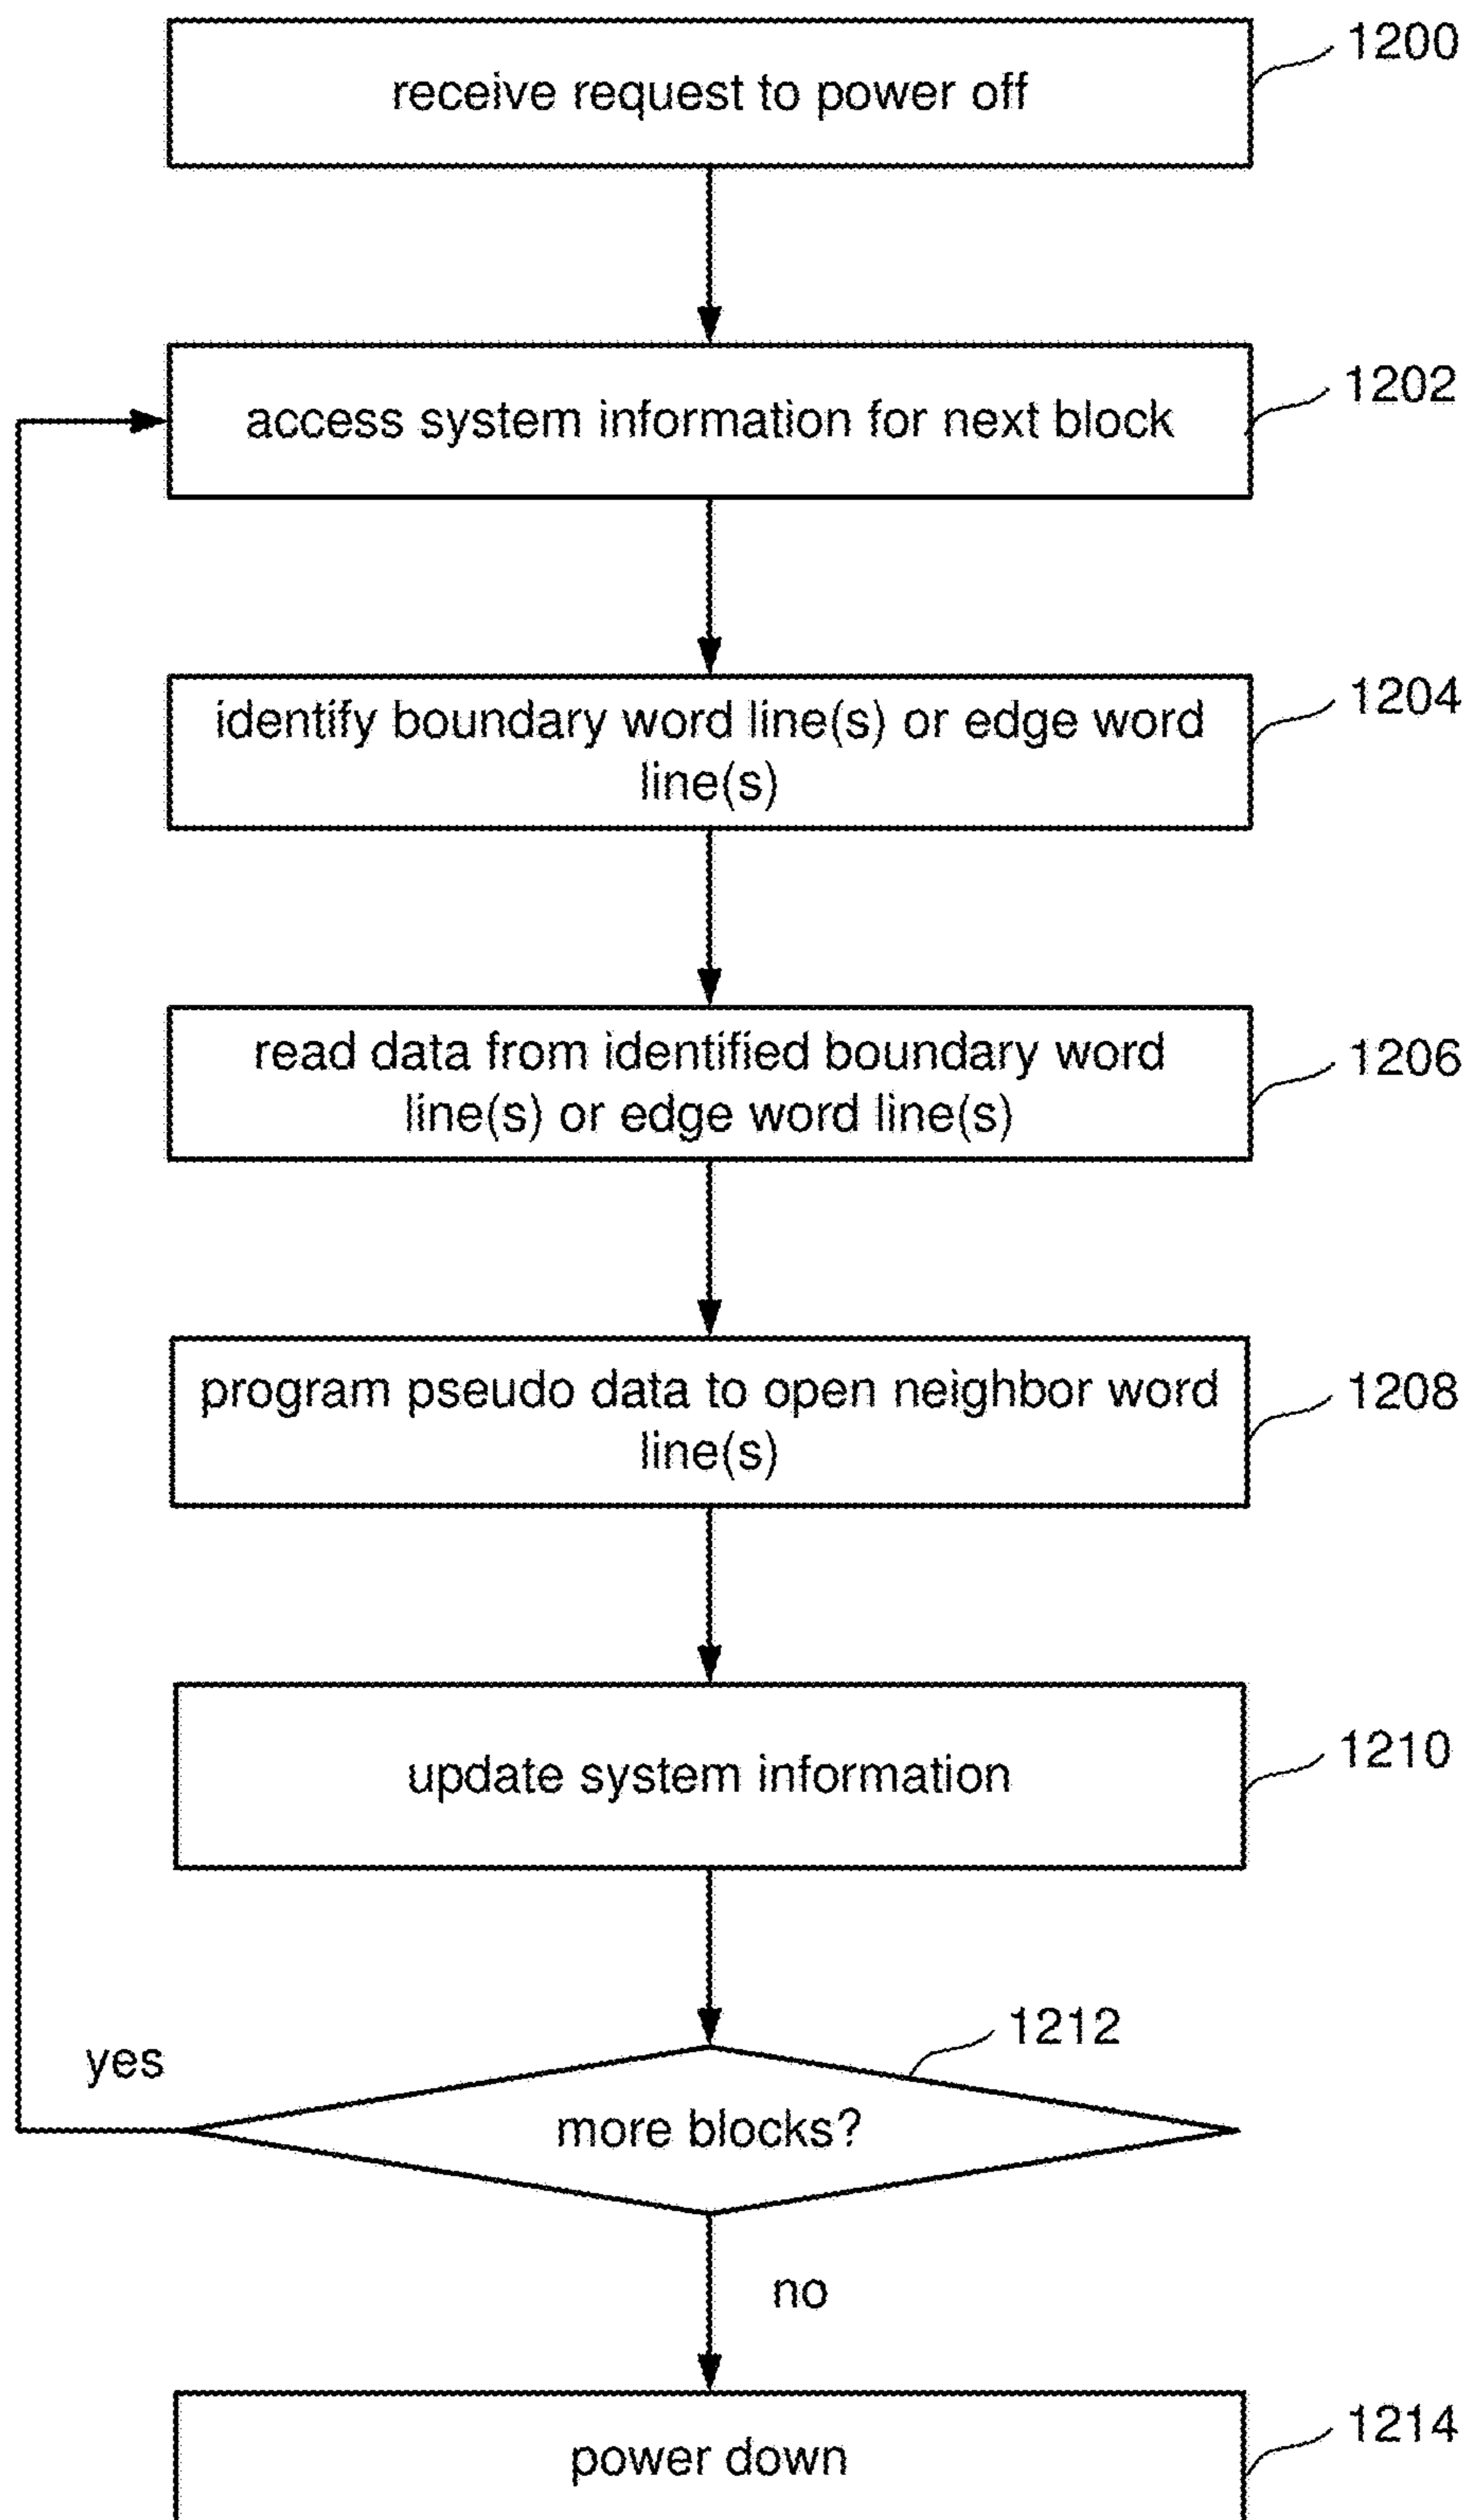 receive request to power off
1200
access system information for next block
1202
identify boundary word line(s) or edge word
line(s)
1204
read data from identified boundary word
line(s) or edge word line(s)
1206
program pseudo data to open neighbor word
line(s)
1208
update system information
1210
1212
yes
more blocks?
no
power down
1214